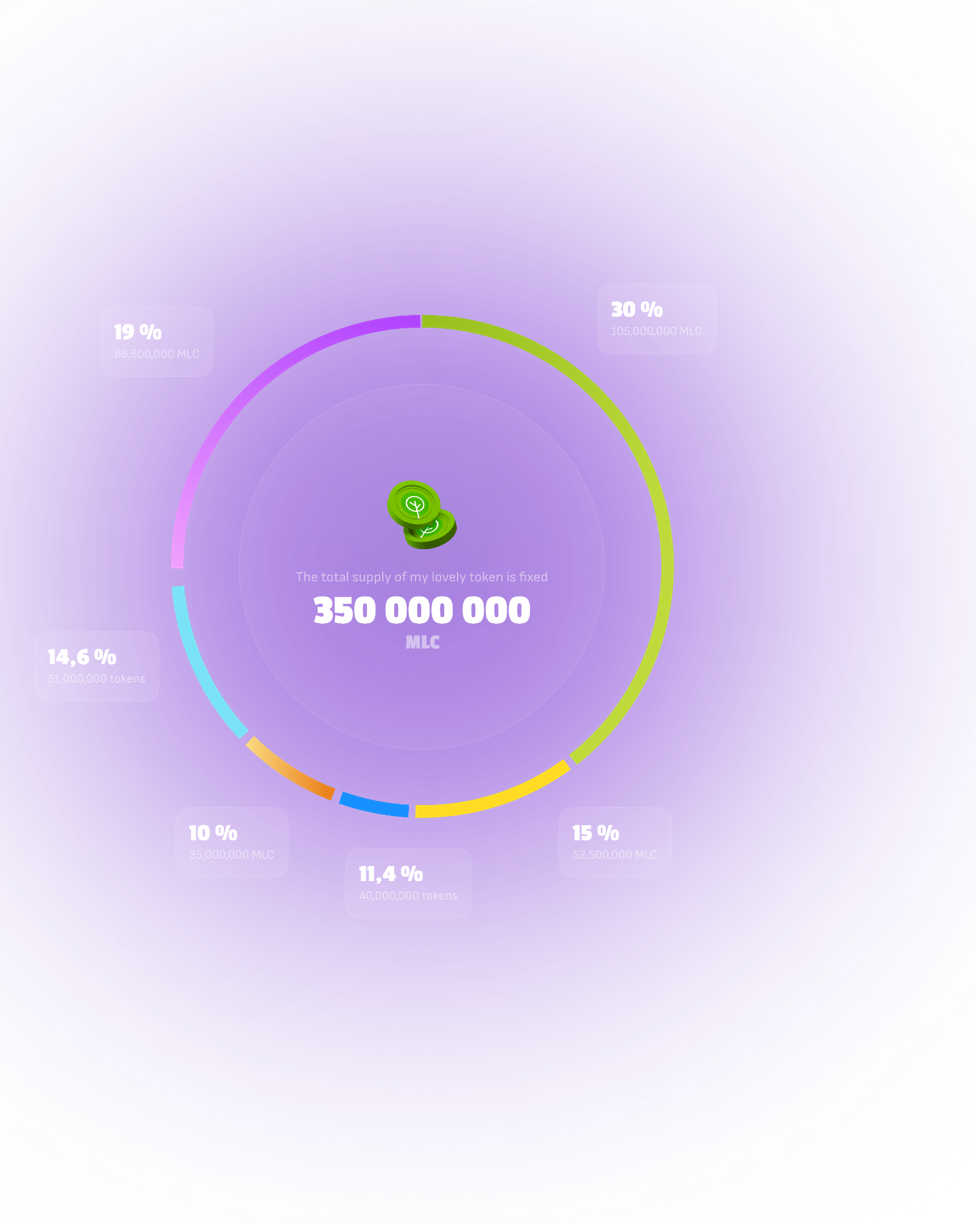 30 %
105,000,000 MLC
19 %
66,500,000 MLC
The total supply of my lovely token is fixed
350 000 000
MLC
14,6 %
51,000,000 tokens
10 %
35,000,000 MLC
15 %
52,500,000 MLC
11,4 %
40,000,000 tokens